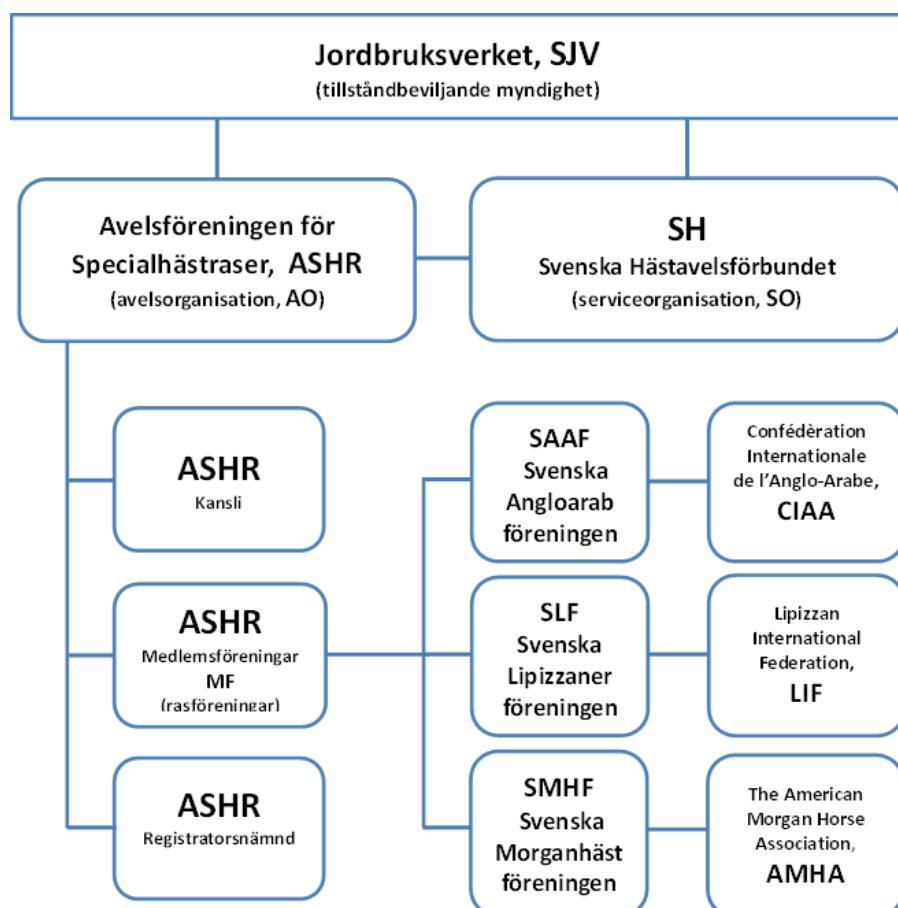 Jordbruksverket, SJV
(tillståndbeviljande myndighet)
Avelsföreningen för
Specialhästraser, ASHR
(avelsorganisation, AO)
SH
Svenska Hästavelsförbundet
(serviceorganisation, SO)
ASHR
Kansli
SAAF
Svenska
Angloarab
föreningen
Confédèration
Internationale
de l'Anglo-Arabe,
CIAA
ASHR
Medlemsföreningar
MF
(rasföreningar)
SLF
Svenska
Lipizzaner
föreningen
Lipizzan
International
Federation,
LIF
ASHR
Registratorsnämnd
SMHF
Svenska
Morganhäst
föreningen
The American
Morgan Horse
Association,
AMHA